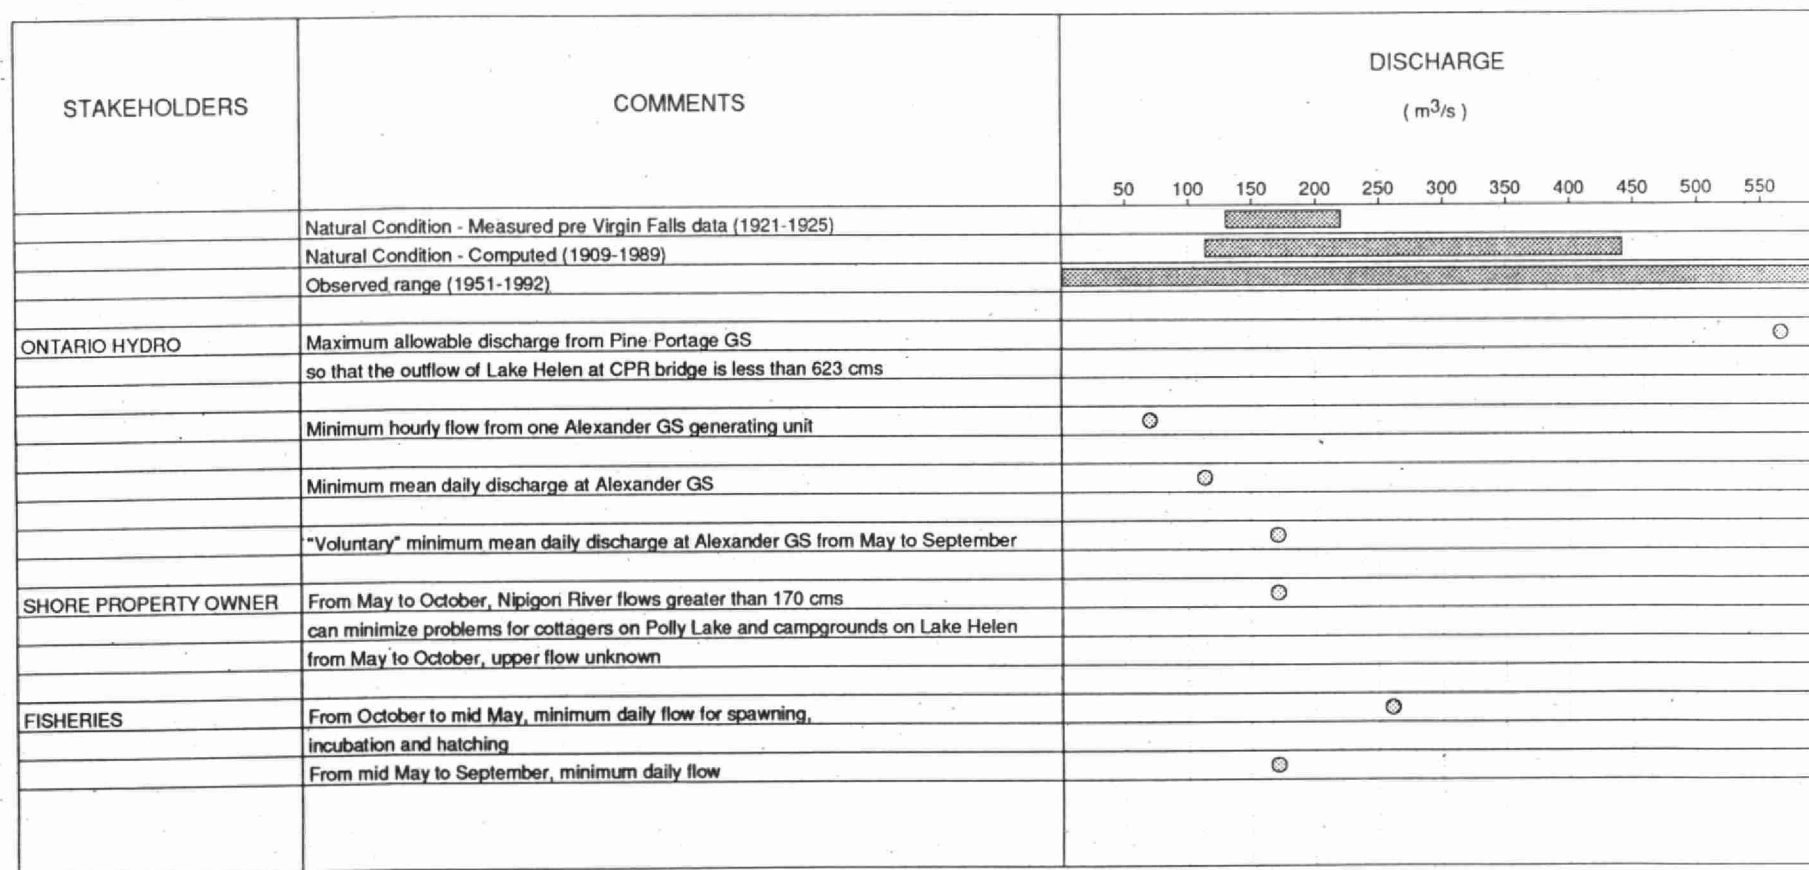 STAKEHOLDERS
COMMENTS
DISCHARGE
( m3/s )
50 100 150 200 250 300 350 400 450 500 550
Natural Condition - Measured pre Virgin Falls data (1921-1925)
Natural Condition - Computed (1909-1989)
Observed range (1951-1992)
ONTARIO HYDRO
Maximum allowable discharge from Pine Portage GS
so that the outflow of Lake Helen at CPR bridge is less than 623 cms
Minimum hourly flow from one Alexander GS generating unit
Minimum mean daily discharge at Alexander GS
"Voluntary" minimum mean daily discharge at Alexander GS from May to September
SHORE PROPERTY OWNER
From May to October, Nipigon River flows greater than 170 cms
can minimize problems for cottagers on Polly Lake and campgrounds on Lake Helen
from May to October, upper flow unknown
FISHERIES
From October to mid May, minimum daily flow for spawning,
incubation and hatching
From mid May to September, minimum daily flow